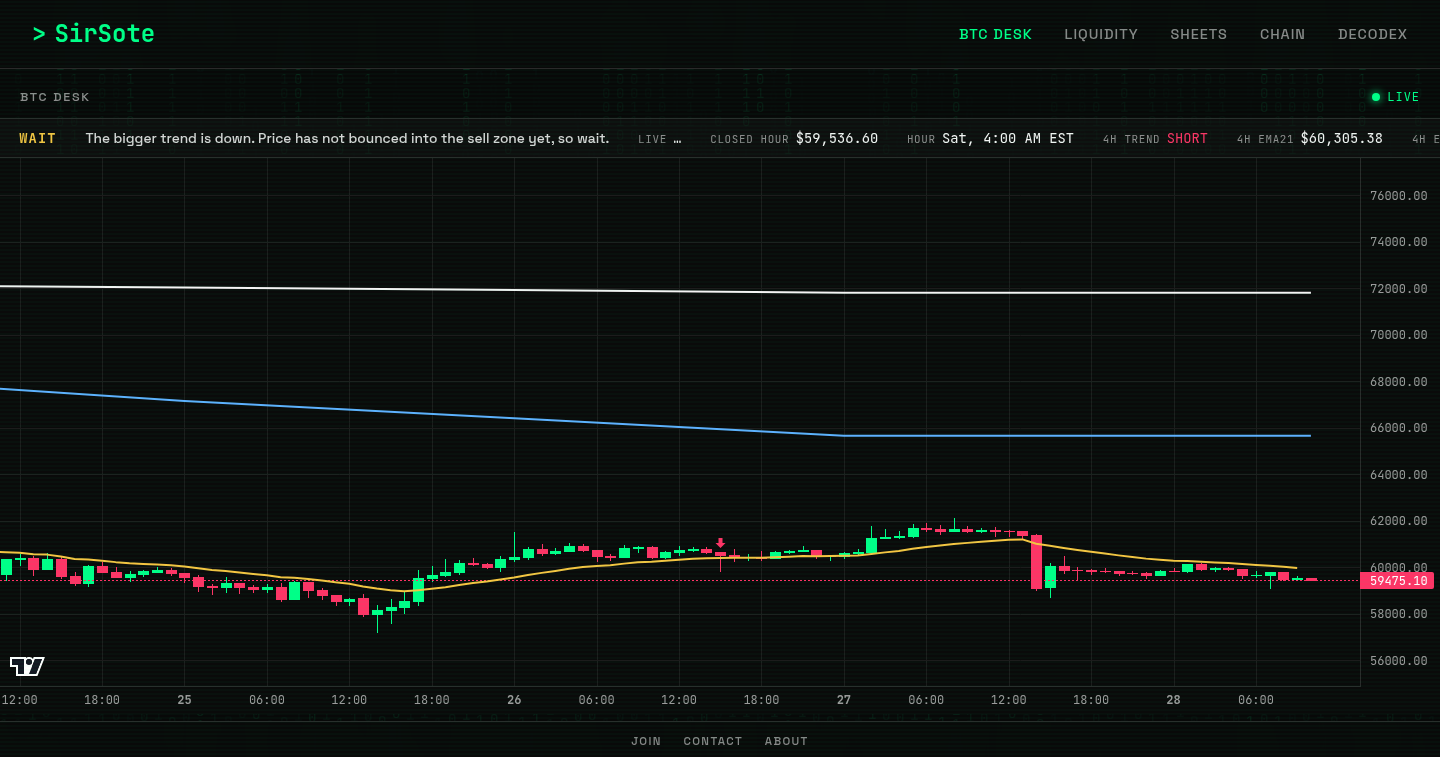 > SirSote
BTC DESK LIQUIDITY SHEETS CHAIN DECODEX
BTC DESK
LIVE
WAIT The bigger trend is down. Price has not bounced into the sell zone yet, so wait. LIVE … CLOSED HOUR $59,536.60 HOUR Sat, 4:00 AM EST 4H TREND SHORT 4H EMA21 $60,305.38 4H E
76000.00
74000.00
72000.00
70000.00
68000.00
66000.00
64000.00
62000.00
60000.00
59475.10
58000.00
56000.00
12:00 18:00 25 06:00 12:00 18:00 26 06:00 12:00 18:00 27 06:00 12:00 18:00 28 06:00
JOIN CONTACT ABOUT